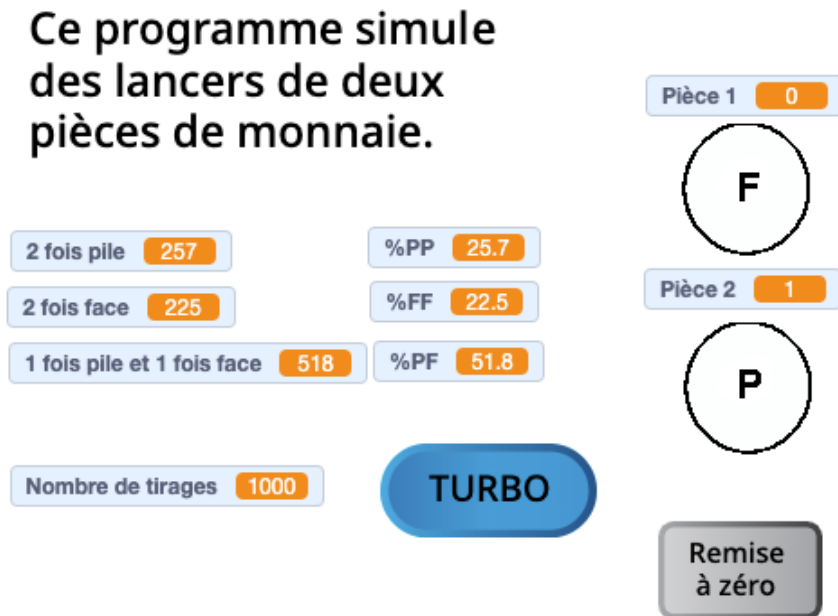 Ce programme simule
des lancers de deux
pièces de monnaie.
Pièce 1 0
F
2 fois pile 257 %PP 25.7
2 fois face 225 %FF 22.5
1 fois pile et 1 fois face 518 %PF 51.8
Pièce 2 1
P
Nombre de tirages 1000
TURBO
Remise
à zéro